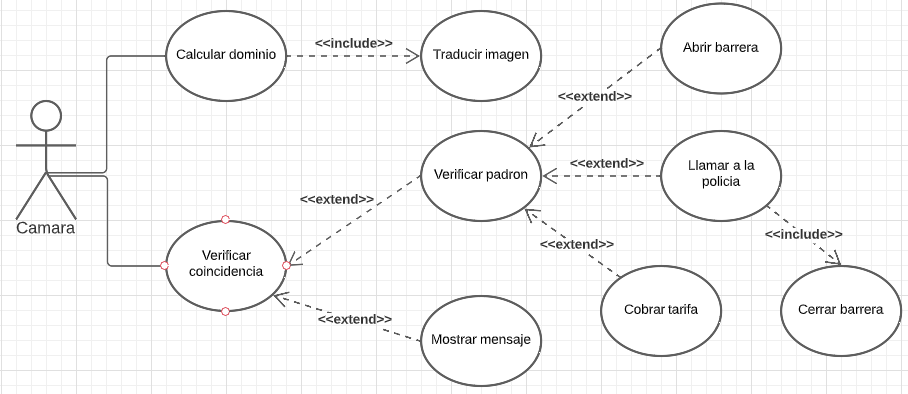 Calcular dominio
<<include>>
Traducir imagen
Abrir barrera
<<extend>>
Camara
Verificar padron
<<extend>>
Llamar a la
policia
<<extend>>
<<include>>
Verificar
coincidencia
<<extend>>
Cobrar tarifa
Cerrar barrera
<<extend>>
Mostrar mensaje